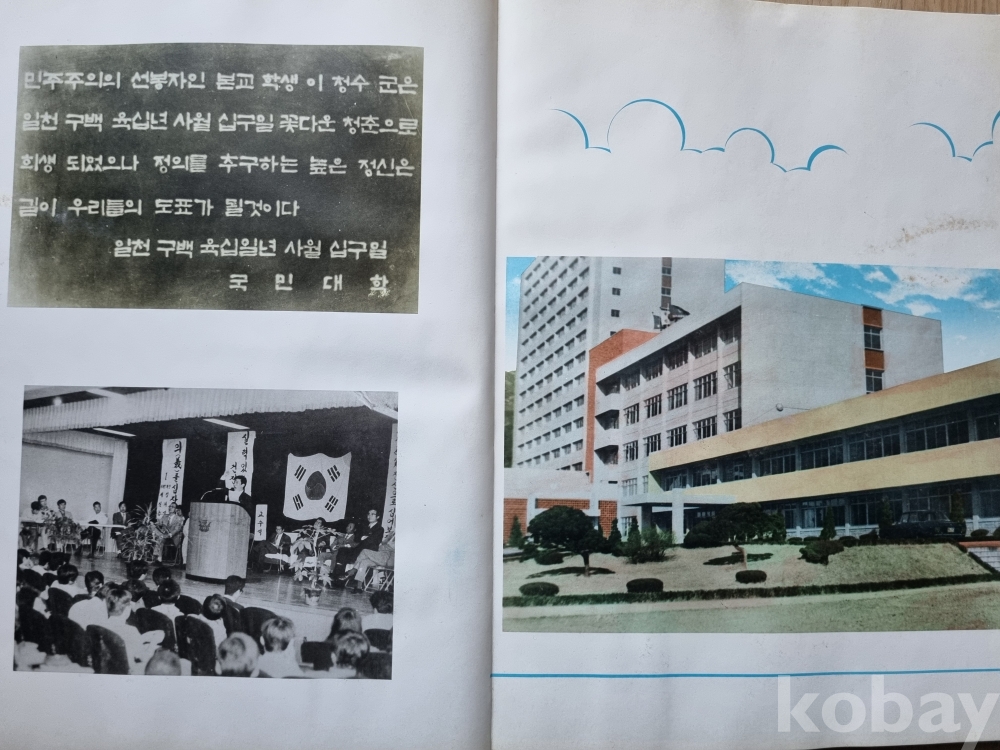 민주주의의 선봉자인 본교 학생 이 청수 군은
일천 구백 육십년 사월 십구일 꽃다운 청춘으로
희생 되었으나 정의를 추구하는 높은 정신은
길이 우리들의 도표가 될것이다
일천 구백 육십일년 사월 십구일
국 민 대 학
실력있
kobay